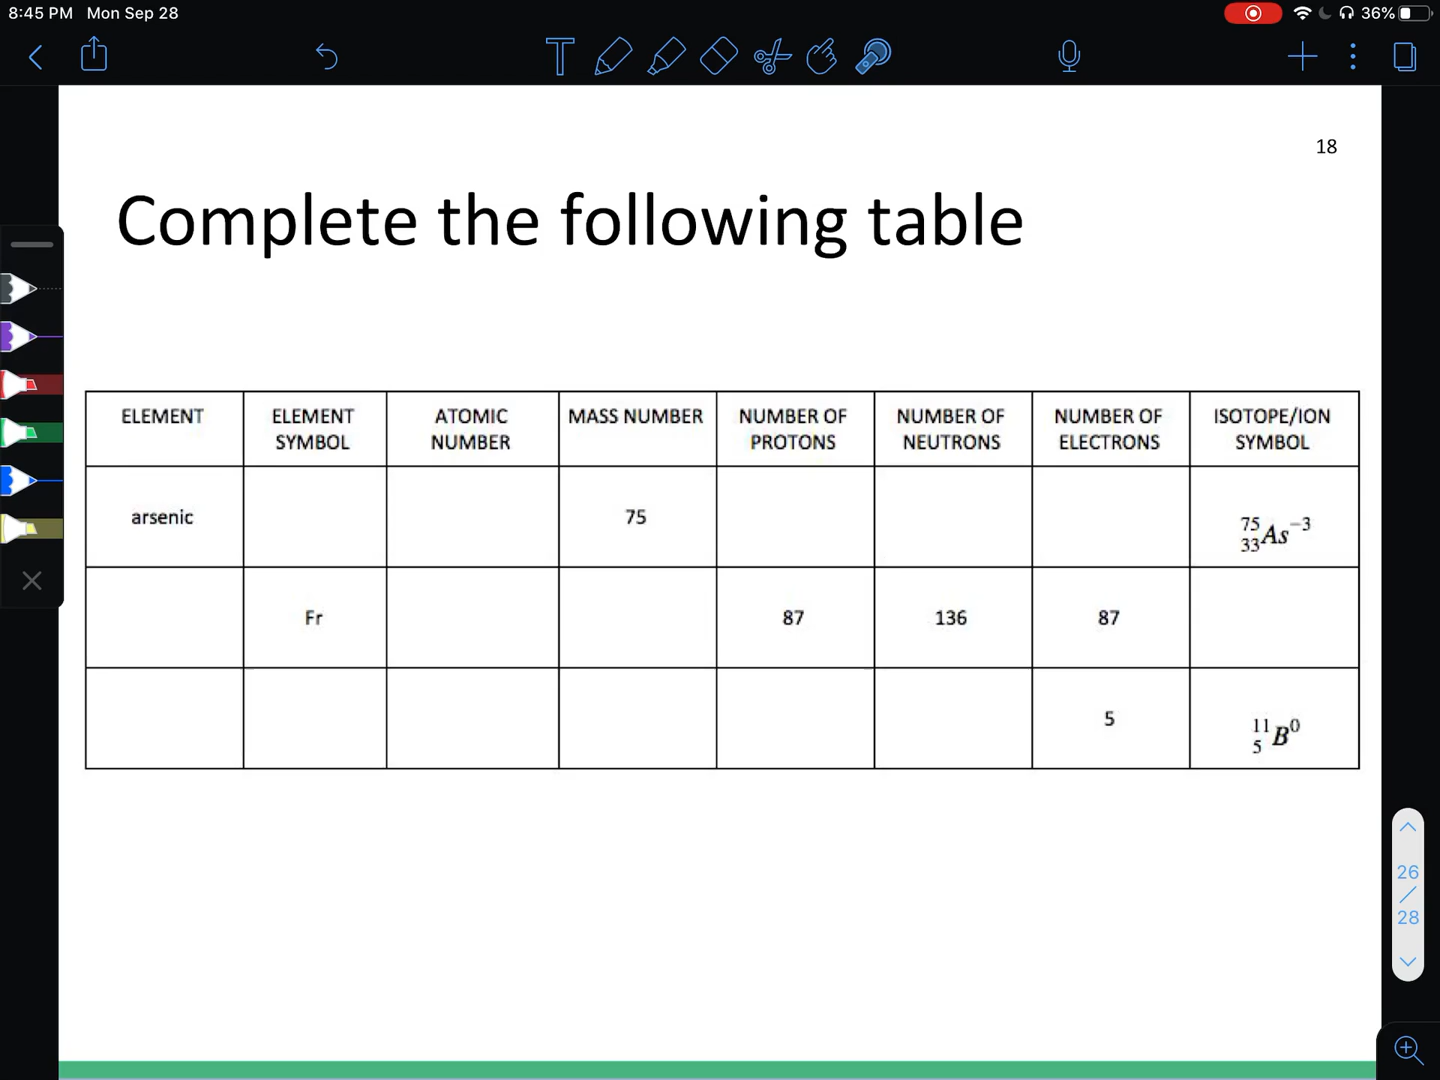 8:45 PM Mon Sep 28
36%
T
18
Complete the following table
ELEMENT
ELEMENT SYMBOL
ATOMIC NUMBER
MASS NUMBER
NUMBER OF PROTONS
NUMBER OF NEUTRONS
NUMBER OF ELECTRONS
ISOTOPE/ION SYMBOL
arsenic
75
75 33 As −3
Fr
87
136
87
5
11 5 B 0
26
/
28